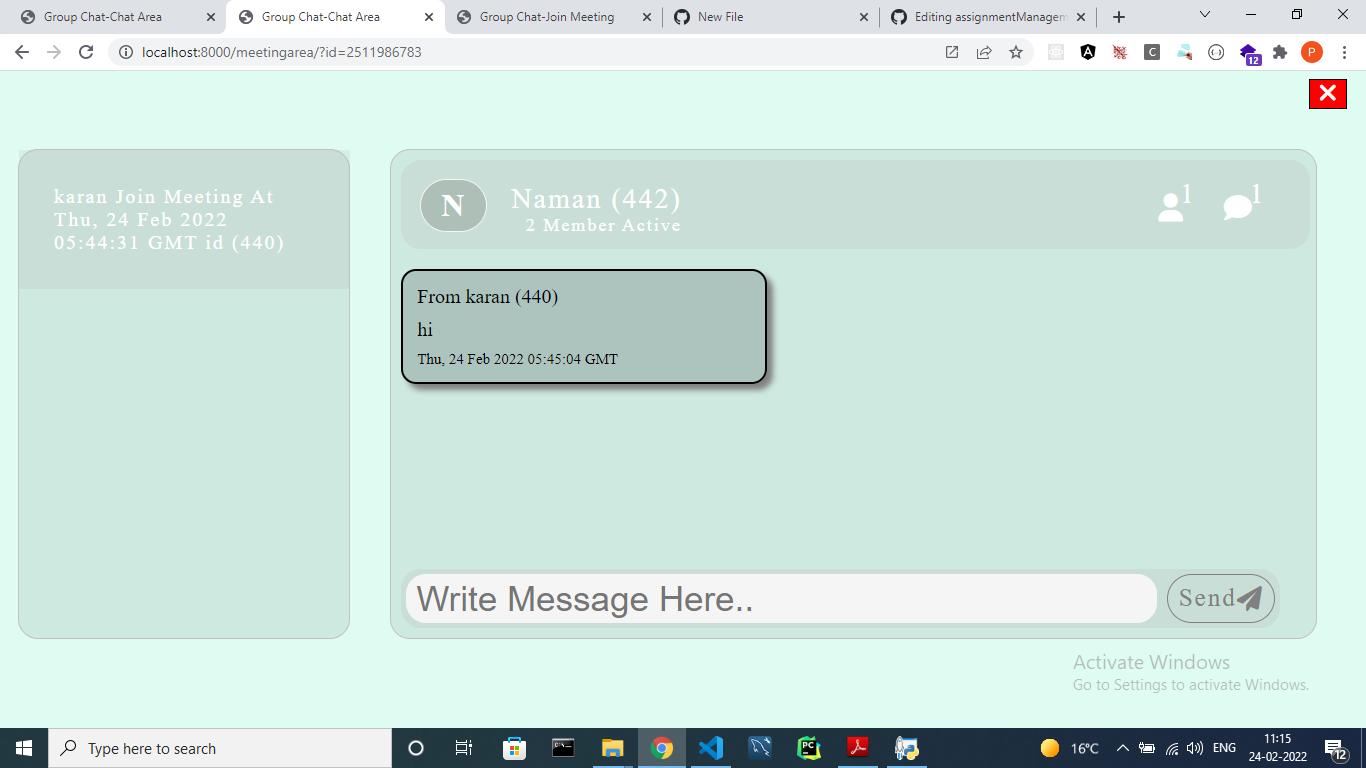 Group Chat-Chat Area
Group Chat-Chat Area
Group Chat-Join Meeting
New File
Editing assignmentManagem
localhost:8000/meetingarea/?id=2511986783
A
C
12
P
karan Join Meeting At
Thu, 24 Feb 2022
05:44:31 GMT id (440)
N
Naman (442)
2 Member Active
1
1
From karan (440)
hi
Thu, 24 Feb 2022 05:45:04 GMT
Write Message Here..
Send
Activate Windows
Go to Settings to activate Windows.
Type here to search
PC
16°C
ENG
11:15
24-02-2022
12